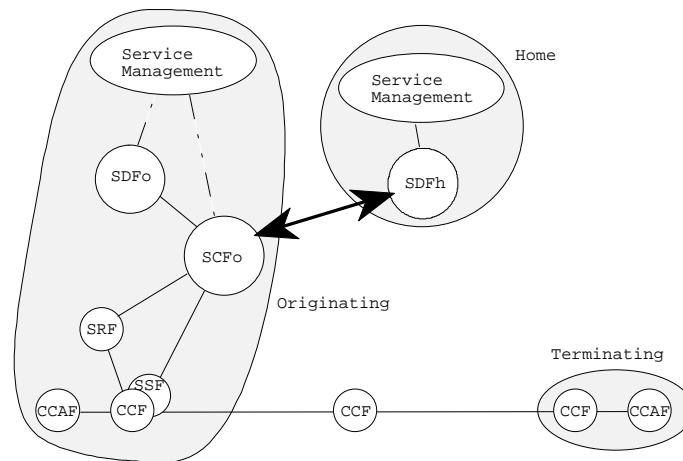 Service
Management
Home
Service
Management
SDFo
SDFh
SCFo
Originating
SRF
Terminating
SSF
CCAF
CCF
CCF
CCF
CCAF